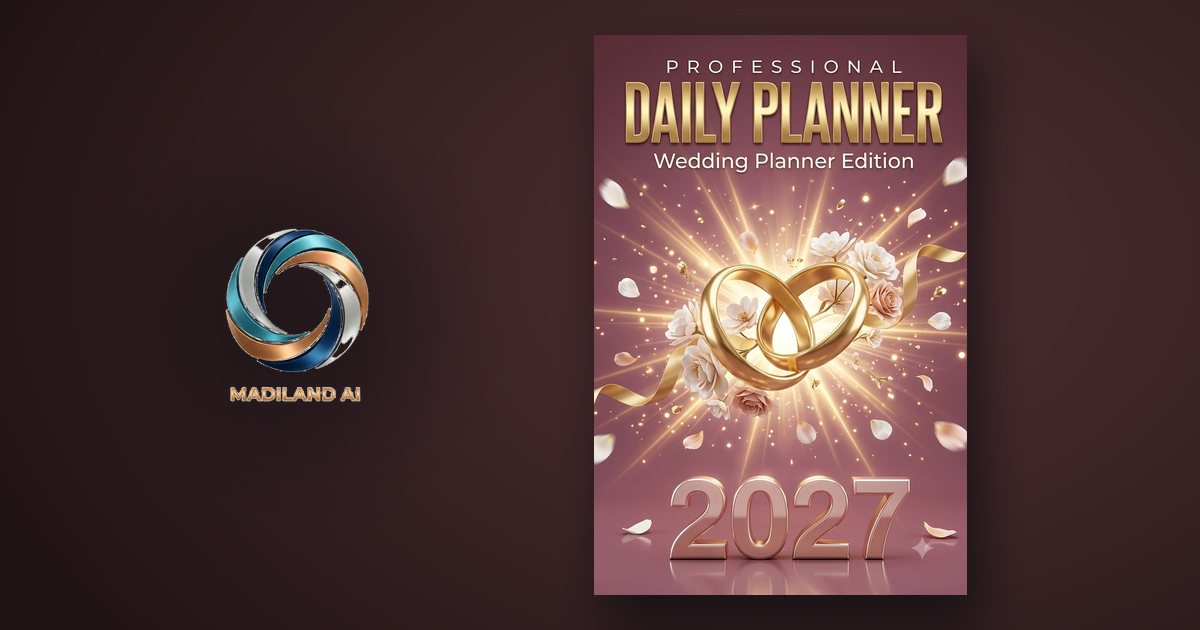 MADILAND AI
PROFESSIONAL
DAILY PLANNER
Wedding Planner Edition
2027